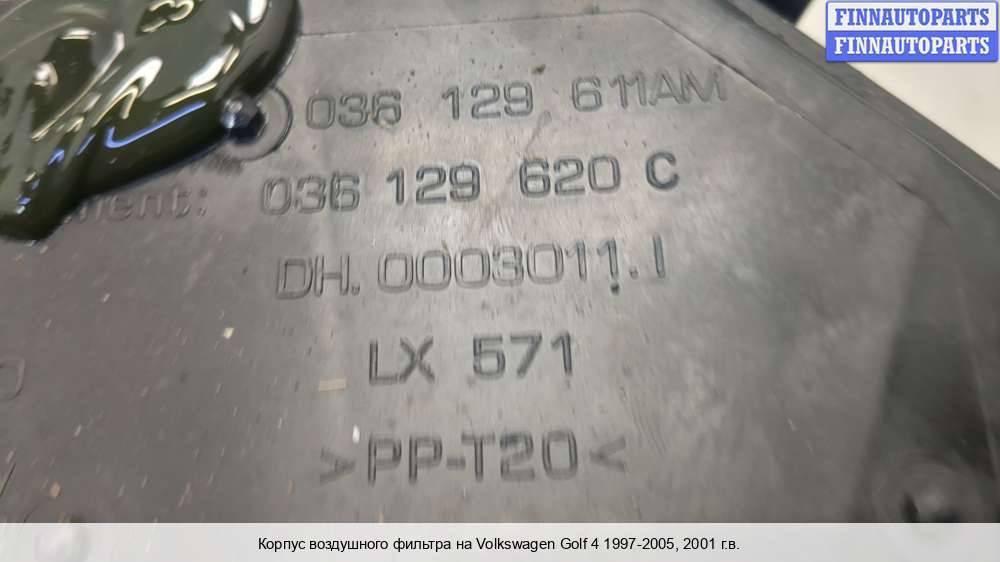 FINNAUTOPARTS
FINNAUTOPARTS
036 129 611AM
036 129 620 C
DH.0003011.I
LX 571
>PP-T20<
Корпус воздушного фильтра на Volkswagen Golf 4 1997-2005, 2001 г.в.